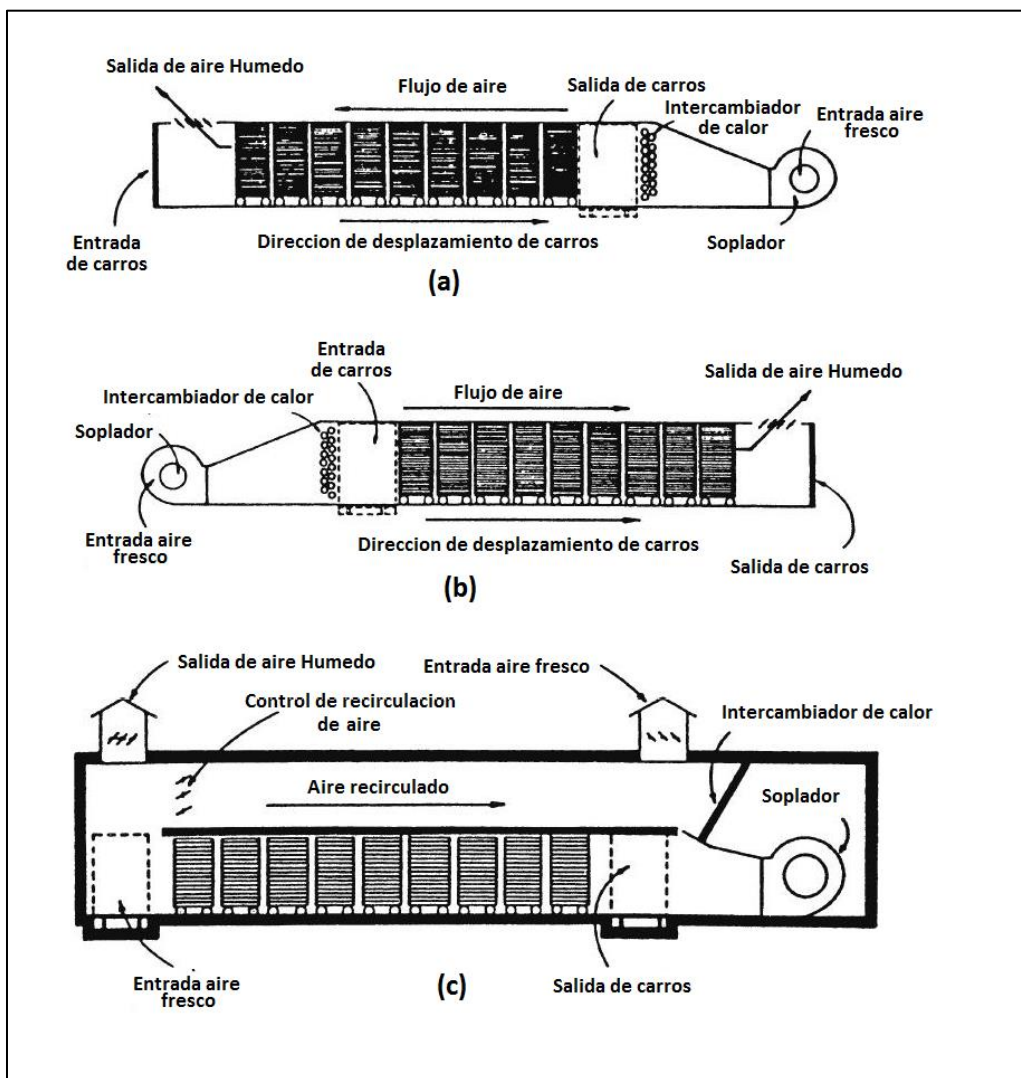 Salida de aire Humedo
Flujo de aire
Salida de carros
Intercambiador
de calor
Entrada aire
fresco
Entrada
de carros
Direccion de desplazamiento de carros
Soplador
(a)
Entrada
de carros
Salida de aire Humedo
Intercambiador de calor
Flujo de aire
Soplador
Entrada aire
fresco
Direccion de desplazamiento de carros
Salida de carros
(b)
Salida de aire Humedo
Entrada aire fresco
Control de recirculacion
de aire
Intercambiador de calor
Aire recirculado
Soplador
Entrada aire
fresco
Salida de carros
(c)